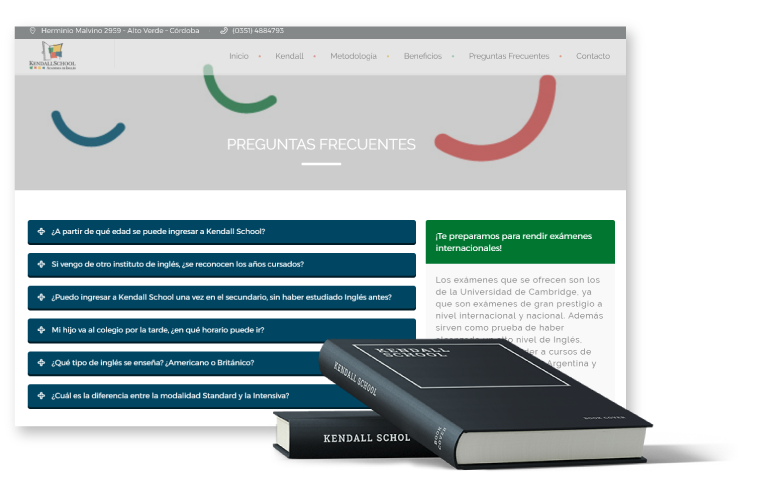 Herminio Malvino 2959 - Alto Verde - Córdoba (0351) 4884793
KENDALL SCHOOL
Inicio • Kendall • Metodología • Beneficios • Preguntas Frecuentes • Contacto
PREGUNTAS FRECUENTES
¿A partir de qué edad se puede ingresar a Kendall School?
Si vengo de otro instituto de inglés, ¿se reconocen los años cursados?
¿Puedo ingresar a Kendall School una vez en el secundario, sin haber estudiado Inglés antes?
Mi hijo va al colegio por la tarde, ¿en qué horario puede ir?
¿Qué tipo de inglés se enseña? ¿Americano o Británico?
¿Cuál es la diferencia entre la modalidad Standard y la Intensiva?
¡Te preparamos para rendir exámenes
internacionales!
Los exámenes que se ofrecen son los
de la Universidad de Cambridge, ya
que son exámenes de gran prestigio a
nivel internacional y nacional. Además
sirven como prueba de haber
nivel de Inglés,
a cursos de
Argentina y
KENDALL
SCHOOL
KENDALL SCHOOL
BOOK COVER
KENDALL SCHOL